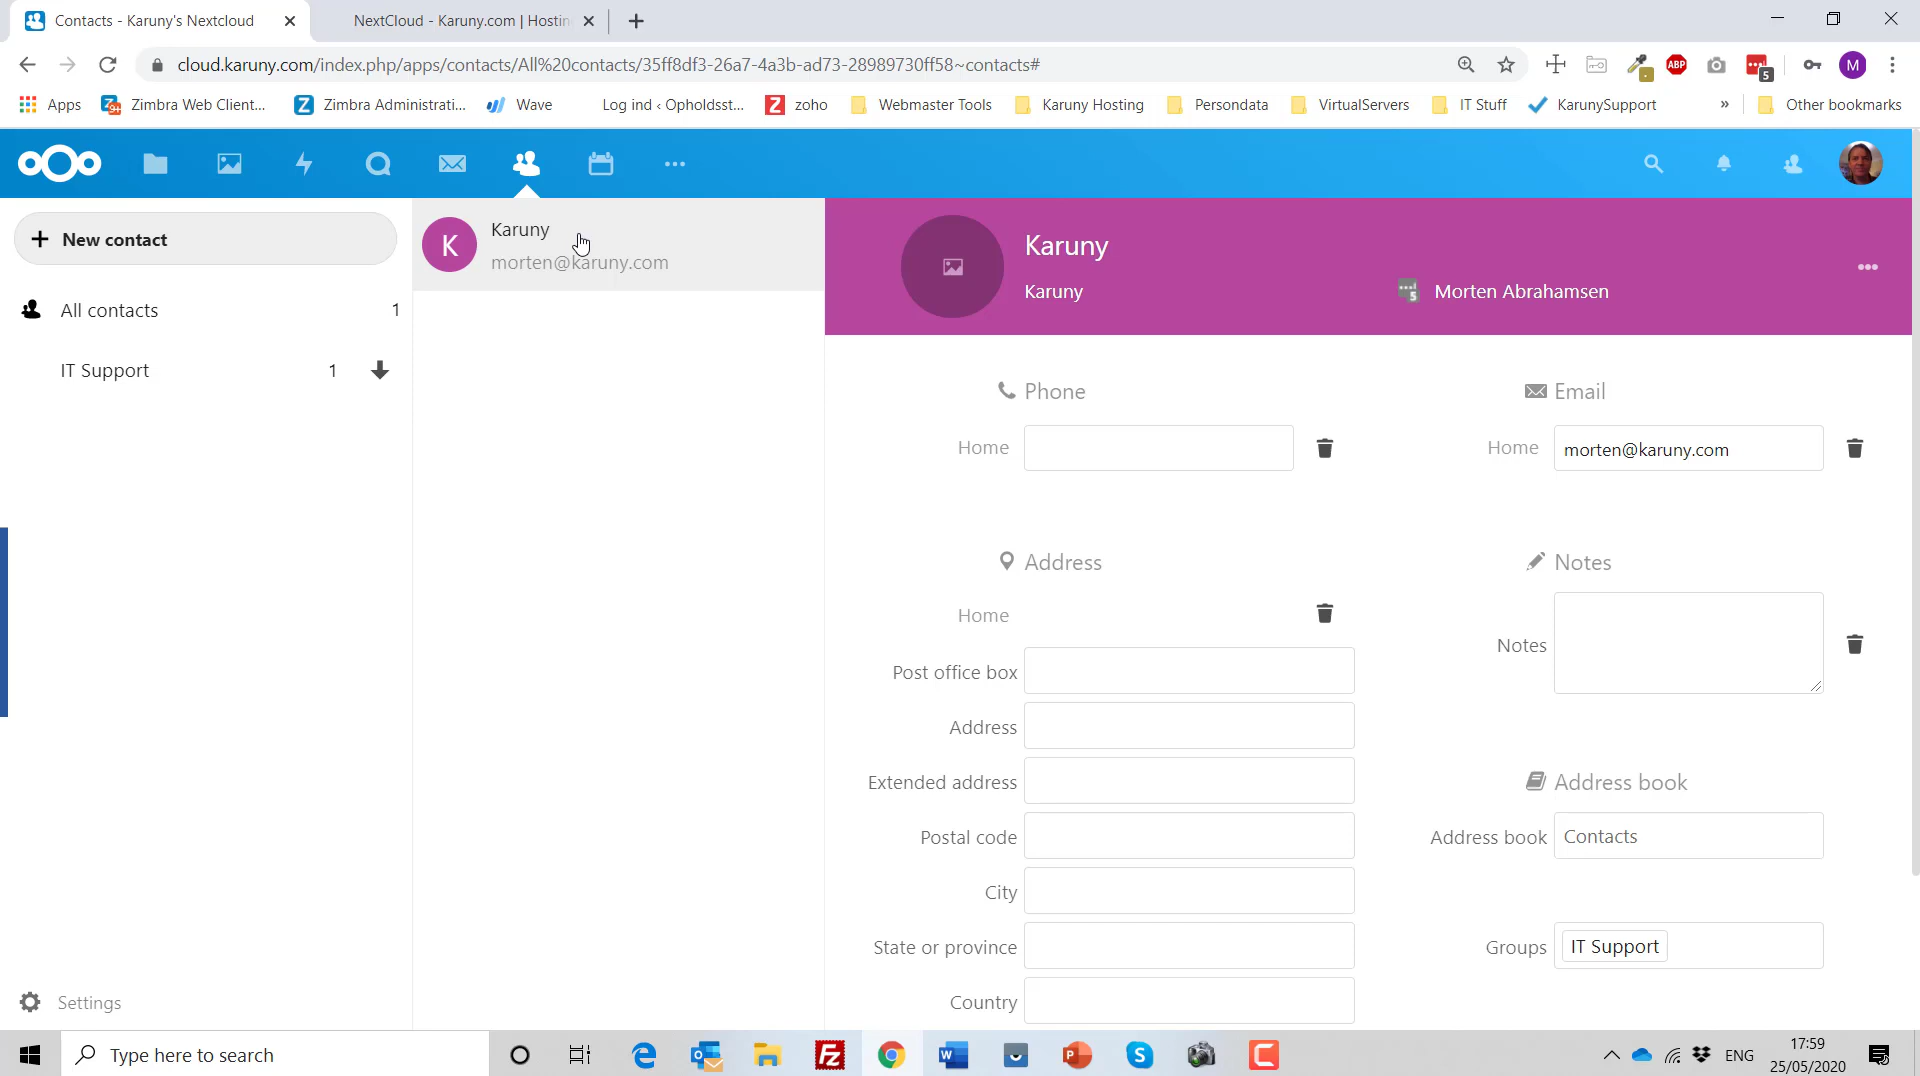 Contacts - Karuny's Nextcloud
NextCloud - Karuny.com | Hostin
cloud.karuny.com/index.php/apps/contacts/All%20contacts/35ff8df3-26a7-4a3b-ad73-28989730ff58~contacts#
ABP
5
M
Apps
Zimbra Web Client...
Zimbra Administrati...
Wave
Log ind ‹ Opholdsst...
zoho
Webmaster Tools
Karuny Hosting
Persondata
VirtualServers
IT Stuff
KarunySupport
»
Other bookmarks
New contact
All contacts 1
IT Support 1
Settings
K
Karuny
morten@karuny.com
Karuny
Karuny
Morten Abrahamsen
Phone
Home
Email
Home morten@karuny.com
Address
Home
Post office box
Address
Extended address
Postal code
City
State or province
Country
Notes
Notes
Address book
Address book Contacts
Groups IT Support
Type here to search
ENG
17:59
25/05/2020